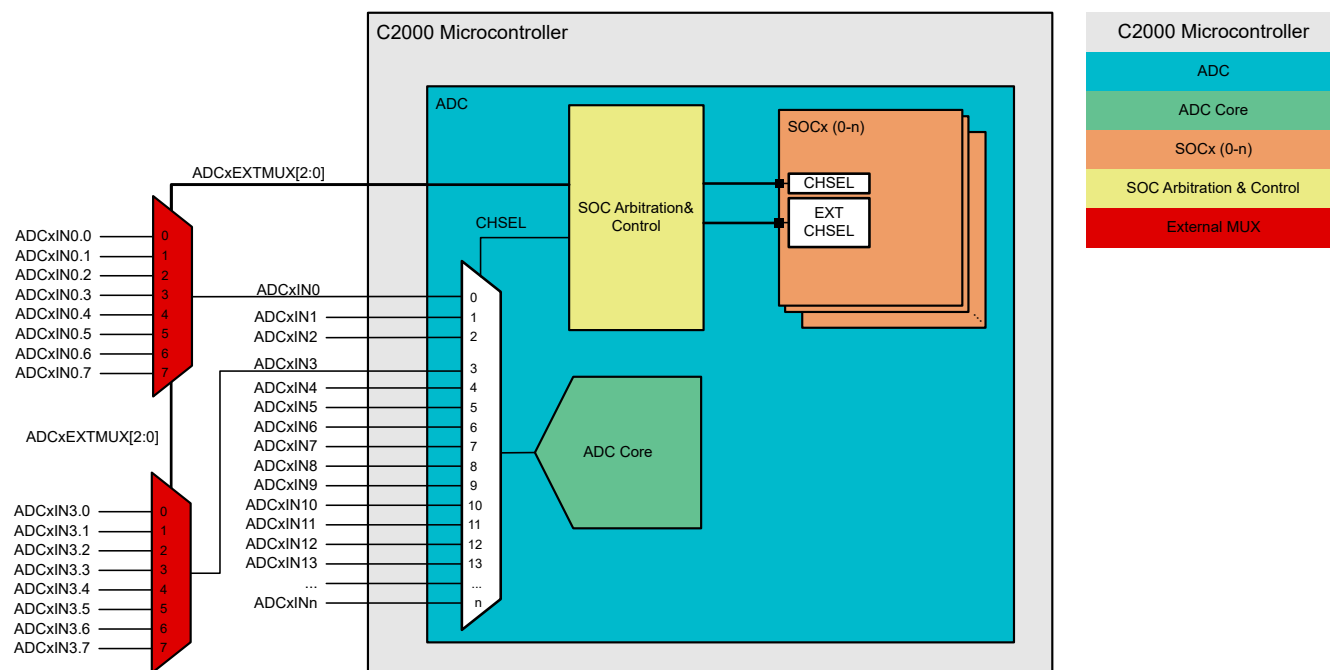 C2000 Microcontroller
ADC
SOC Arbitration&
Control
SOCx (0-n)
CHSEL
EXT
CHSEL
ADCxEXTMUX[2:0]
CHSEL
ADCxIN0.0
ADCxIN0.1
ADCxIN0.2
ADCxIN0.3
ADCxIN0.4
ADCxIN0.5
ADCxIN0.6
ADCxIN0.7
0
1
2
3
4
5
6
7
ADCxEXTMUX[2:0]
ADCxIN3.0
ADCxIN3.1
ADCxIN3.2
ADCxIN3.3
ADCxIN3.4
ADCxIN3.5
ADCxIN3.6
ADCxIN3.7
0
1
2
3
4
5
6
7
ADCxIN0
ADCxIN1
ADCxIN2
ADCxIN3
ADCxIN4
ADCxIN5
ADCxIN6
ADCxIN7
ADCxIN8
ADCxIN9
ADCxIN10
ADCxIN11
ADCxIN12
ADCxIN13
...
ADCxINn
0
1
2
3
4
5
6
7
8
9
10
11
12
13
...
n
ADC Core
C2000 Microcontroller
ADC
ADC Core
SOCx (0-n)
SOC Arbitration & Control
External MUX